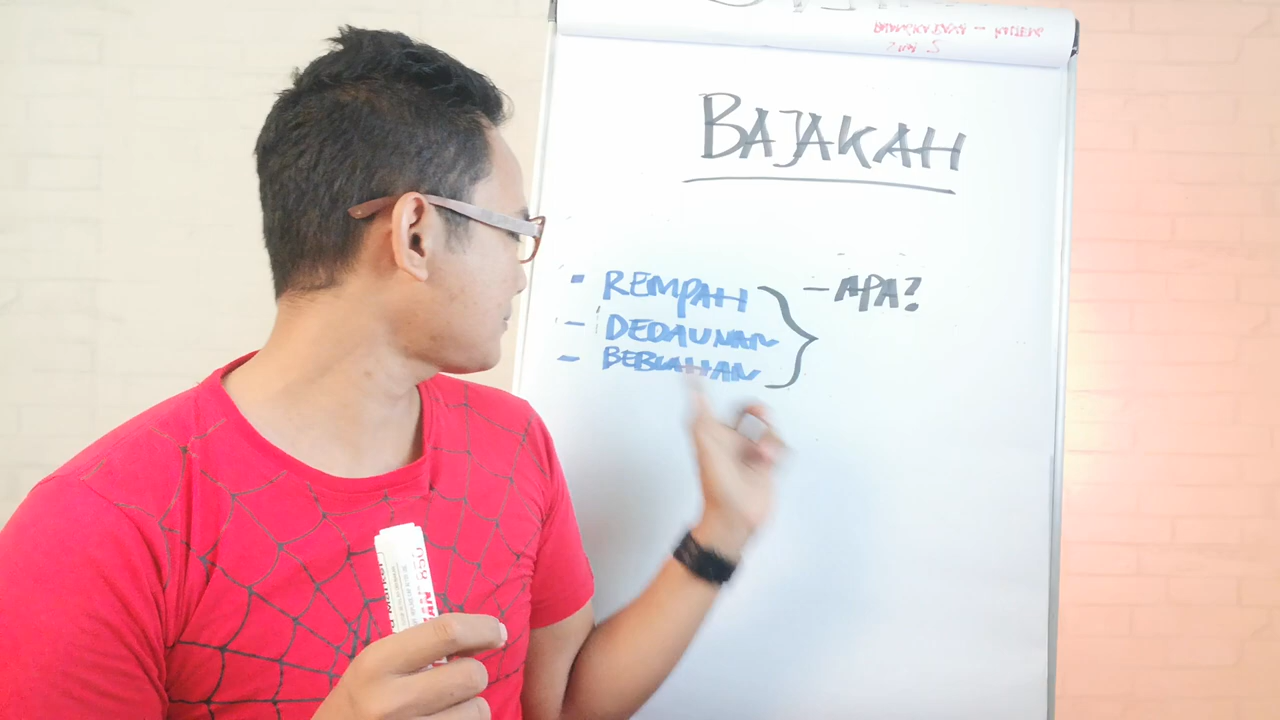 BAJAKAH
- REMPAH
- DEDAUNAN
- BEBUAHAN
- APA?